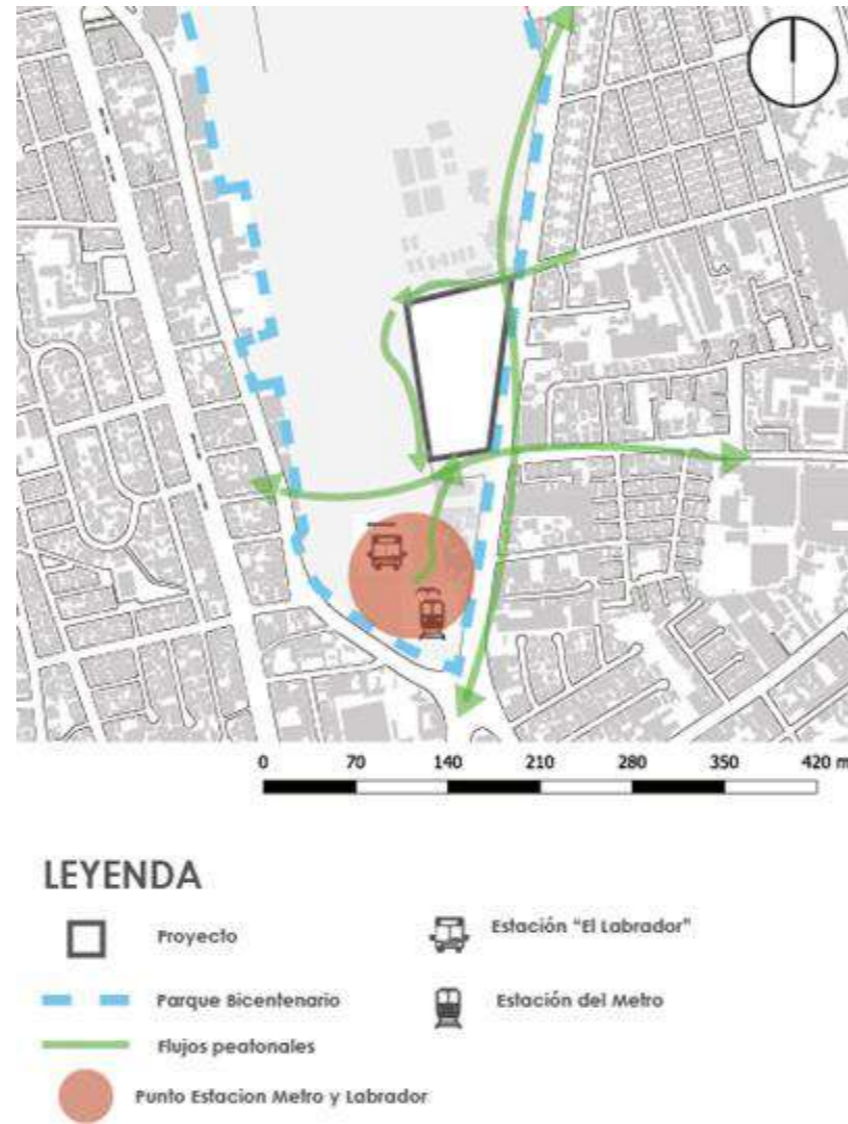 0 70 140 210 280 350 420 m
LEYENDA
Proyecto
Estación "El Labrador"
Parque Bicentenario
Estación del Metro
Flujos peatonales
Punto Estacion Metro y Labrador